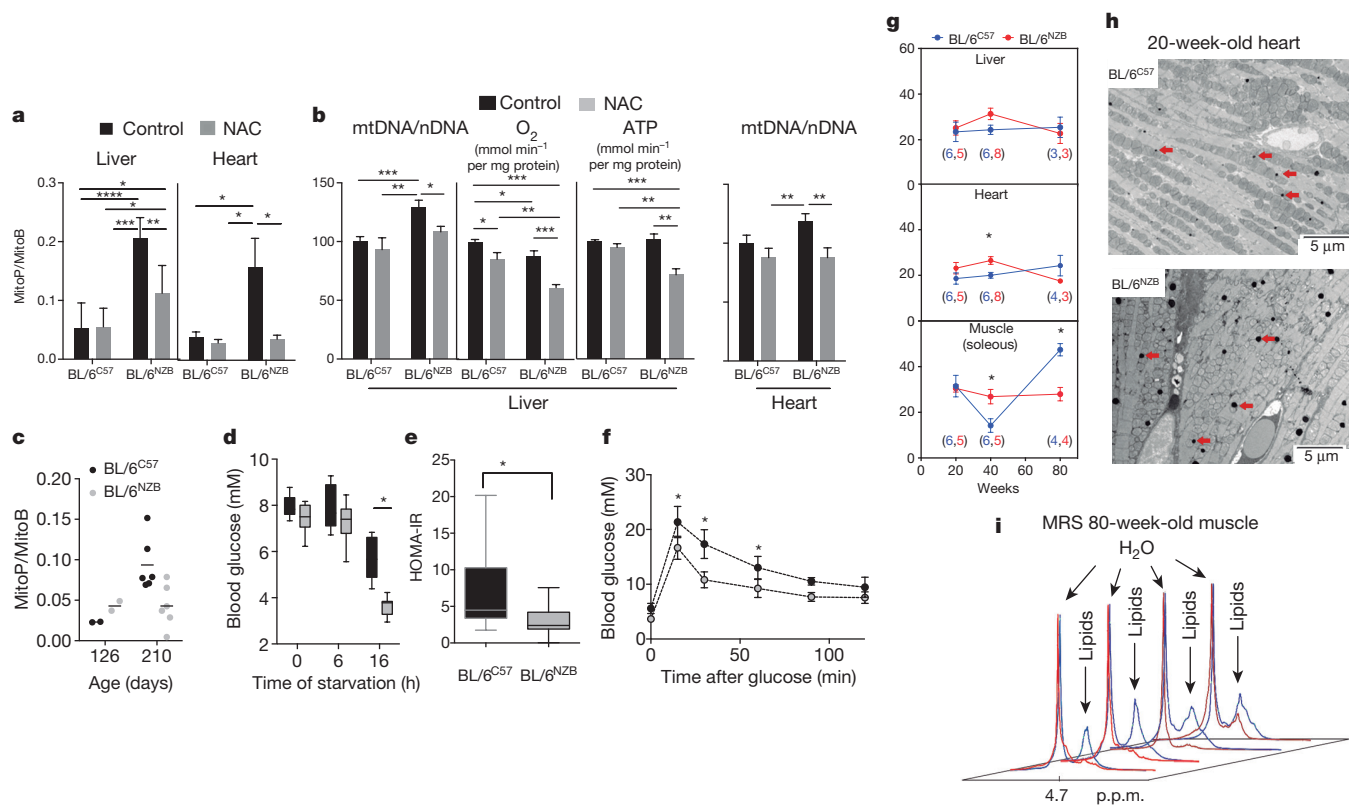 a
Control NAC
Liver Heart
MitoP/MitoB
0.3
0.2
0.1
0.0
* **** * *** ** * * *
BL/6C57 BL/6NZB BL/6C57 BL/6NZB
b
Control NAC
mtDNA/nDNA O2 ATP mtDNA/nDNA
(mmol min–1 (mmol min–1
per mg protein) per mg protein)
150
100
50
0
*** ** * *** * ** * *** *** ** ** ** **
BL/6C57 BL/6NZB BL/6C57 BL/6NZB BL/6C57 BL/6NZB BL/6C57 BL/6NZB
Liver Heart
c
BL/6C57
BL/6NZB
MitoP/MitoB
0.20
0.15
0.10
0.05
0.00
126 210
Age (days)
d
Blood glucose (mM)
10
8
6
4
2
*
0 6 16
Time of starvation (h)
e
HOMA-IR
25
20
15
10
5
0
*
BL/6C57 BL/6NZB
f
Blood glucose (mM)
30
20
10
0
* * *
0 50 100
Time after glucose (min)
g
BL/6C57 BL/6NZB
60
40
20
0
Liver
(6,5) (6,8) (3,3)
60
40
20
0
Heart
*
(6,5) (6,8) (4,3)
60
40
20
0
Muscle
(soleous)
* *
(6,5) (6,5) (4,4)
20 40 60 80
Weeks
h
20-week-old heart
BL/6C57
5 µm
BL/6NZB
5 µm
i
MRS 80-week-old muscle
H2O
Lipids
Lipids
Lipids
Lipids
4.7 p.p.m.